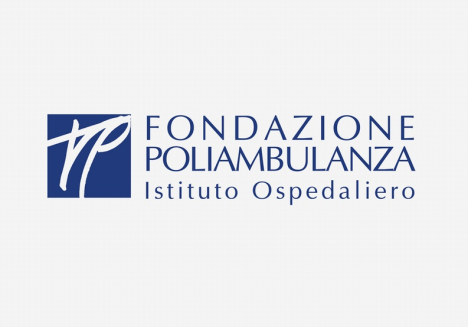 FONDAZIONE
POLIAMBULANZA
Istituto Ospedaliero